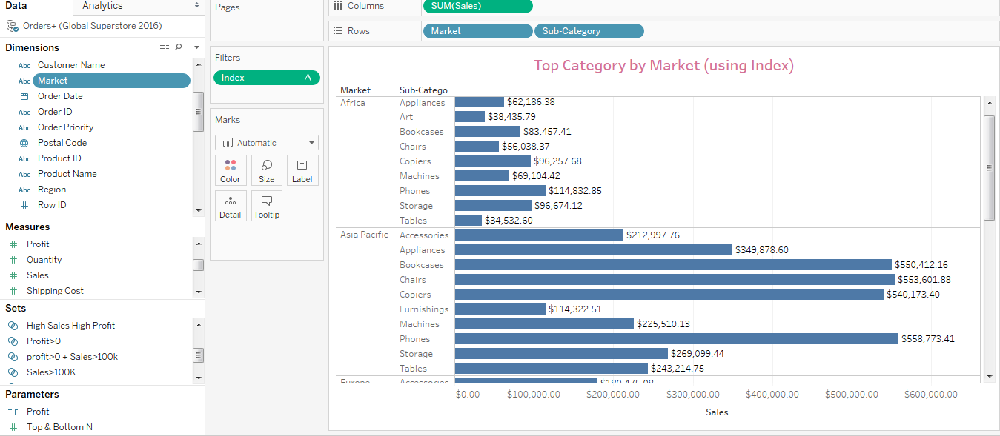 Data
Analytics
Orders+ (Global Superstore 2016)
Dimensions
Abc Customer Name
Abc Market
Order Date
Abc Order ID
Abc Order Priority
Postal Code
Abc Product ID
Abc Product Name
Abc Region
# Row ID
Measures
# Profit
# Quantity
# Sales
# Shipping Cost
Sets
High Sales High Profit
Profit>0
profit>0 + Sales>100k
Sales>100K
Parameters
T|F Profit
# Top & Bottom N
Pages
Filters
Index Δ
Marks
Automatic
Color Size Label
Detail Tooltip
Columns SUM(Sales)
Rows Market Sub-Category
Top Category by Market (using Index)
Market Sub-Catego..
Africa Appliances $62,186.38
Art $38,435.79
Bookcases $83,457.41
Chairs $56,038.37
Copiers $96,257.68
Machines $69,104.42
Phones $114,832.85
Storage $96,674.12
Tables $34,532.60
Asia Pacific Accessories $212,997.76
Appliances $349,878.60
Bookcases $550,412.16
Chairs $553,601.88
Copiers $540,173.40
Furnishings $114,322.51
Machines $225,510.13
Phones $558,773.41
Storage $269,099.44
Tables $243,214.75
Europe Accessories $180,475.08
$0.00 $100,000.00 $200,000.00 $300,000.00 $400,000.00 $500,000.00 $600,000.00
Sales